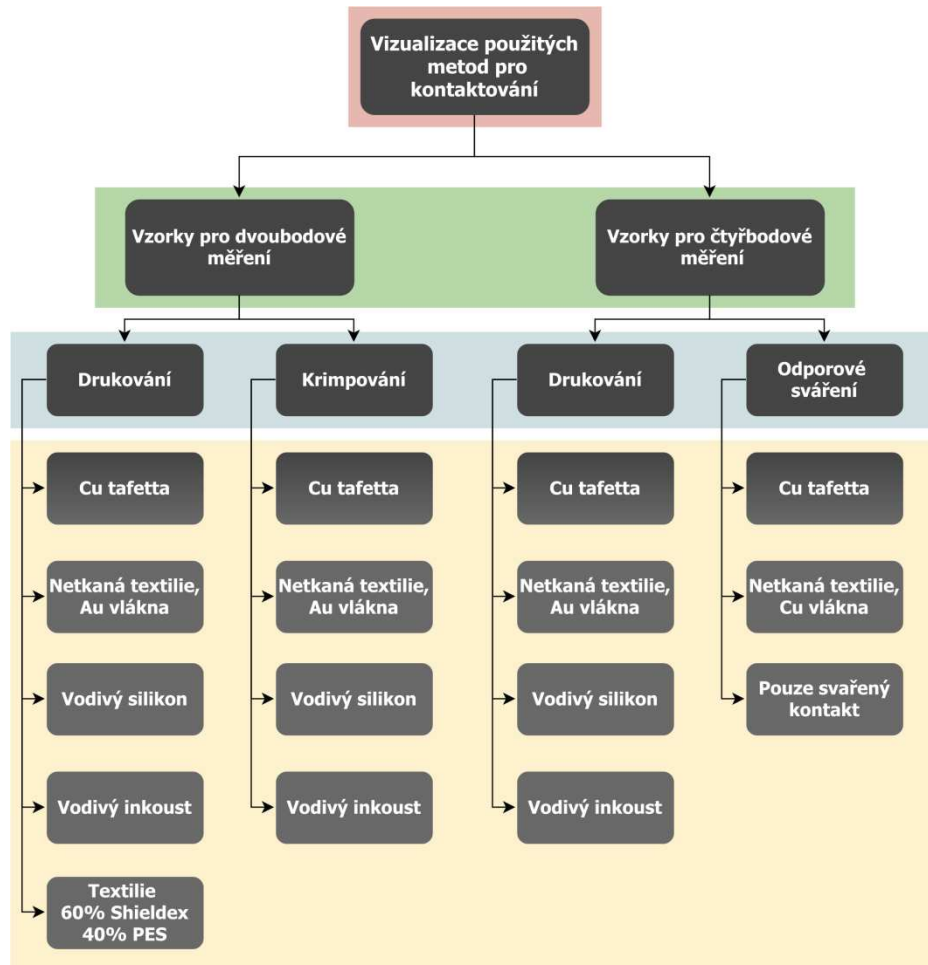 Vizualizace použitých
metod pro
kontaktování
Vzorky pro dvoubodové
měření
Vzorky pro čtyřbodové
měření
Drukování
Krimpování
Drukování
Odporové
sváření
Cu tafetta
Cu tafetta
Cu tafetta
Cu tafetta
Netkaná textilie,
Au vlákna
Netkaná textilie,
Au vlákna
Netkaná textilie,
Au vlákna
Netkaná textilie,
Cu vlákna
Vodivý silikon
Vodivý silikon
Vodivý silikon
Pouze svařený
kontakt
Vodivý inkoust
Vodivý inkoust
Vodivý inkoust
Textilie
60% Shieldex
40% PES